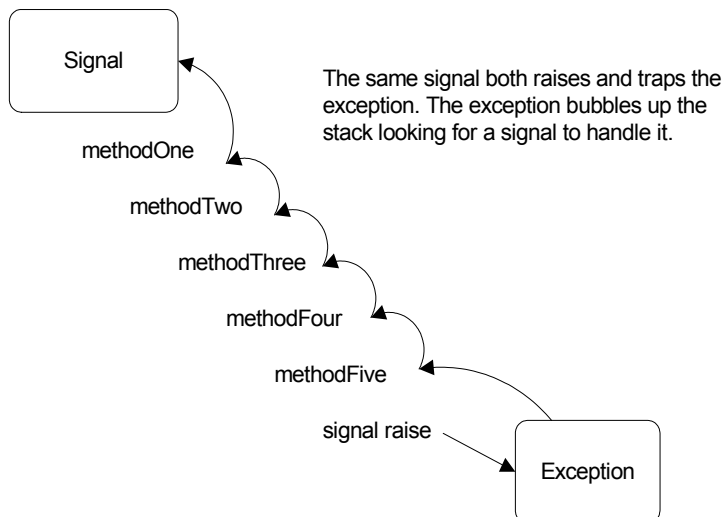 Signal
The same signal both raises and traps the
exception. The exception bubbles up the
stack looking for a signal to handle it.
methodOne
methodTwo
methodThree
methodFour
methodFive
signal raise
Exception